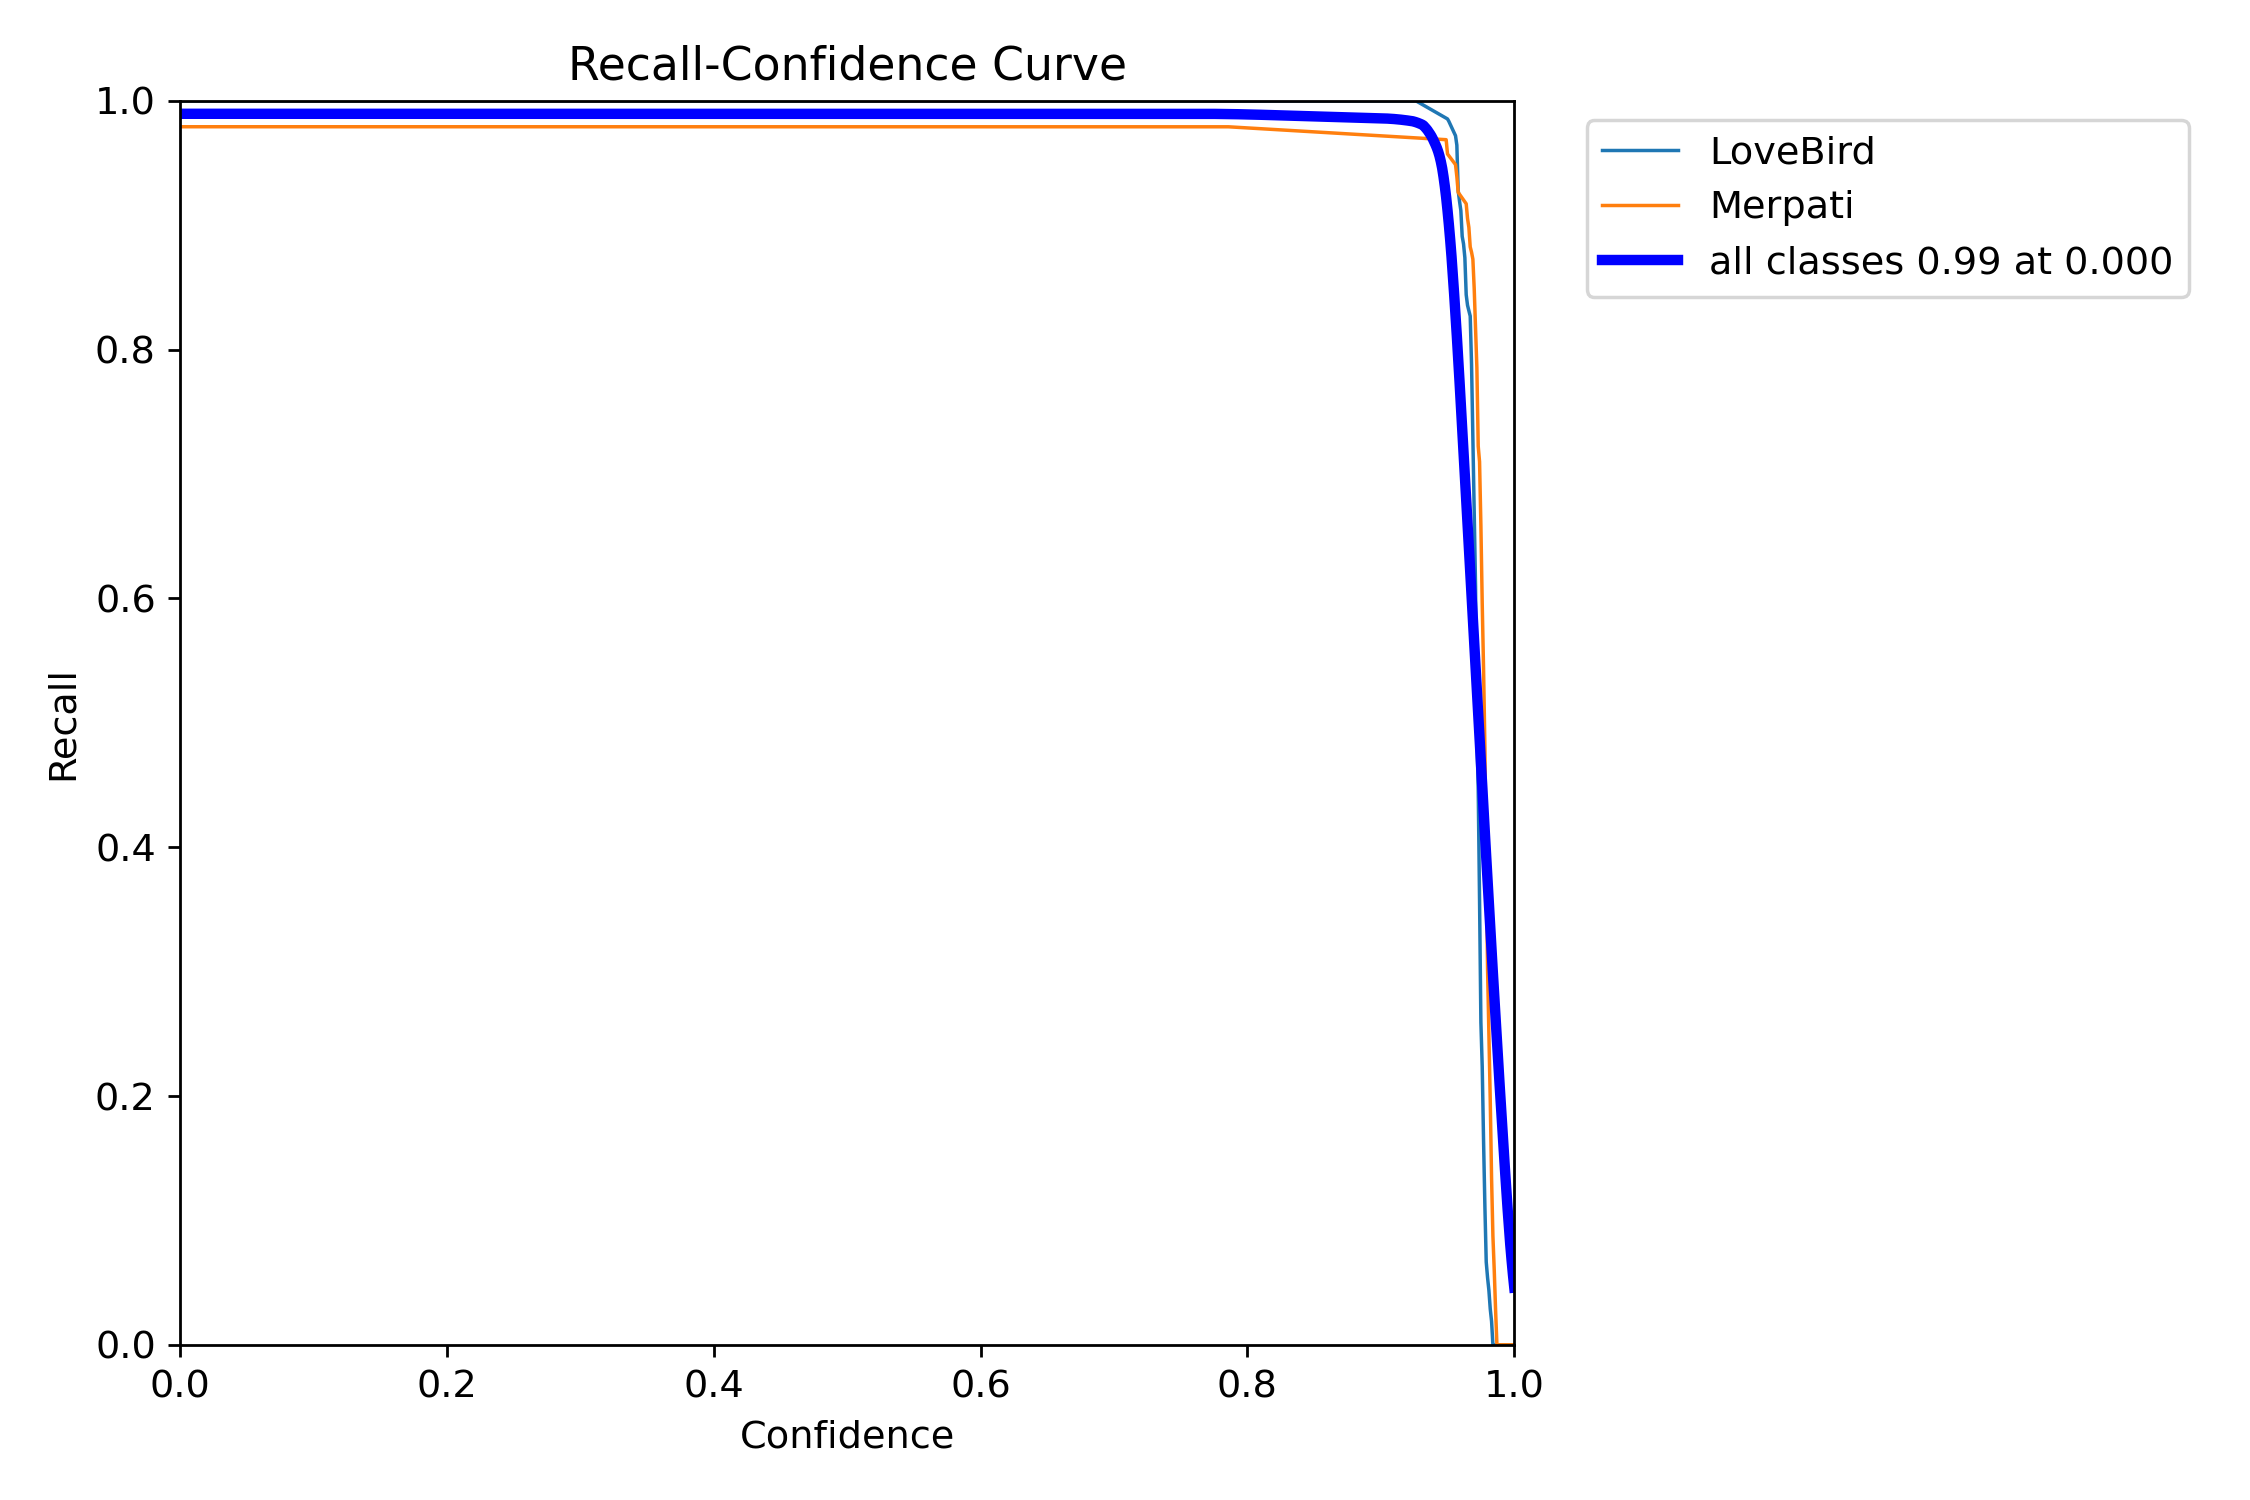 Recall-Confidence Curve
1.0
0.8
0.6
0.4
0.2
0.0
Recall
0.0 0.2 0.4 0.6 0.8 1.0
Confidence
LoveBird
Merpati
all classes 0.99 at 0.000